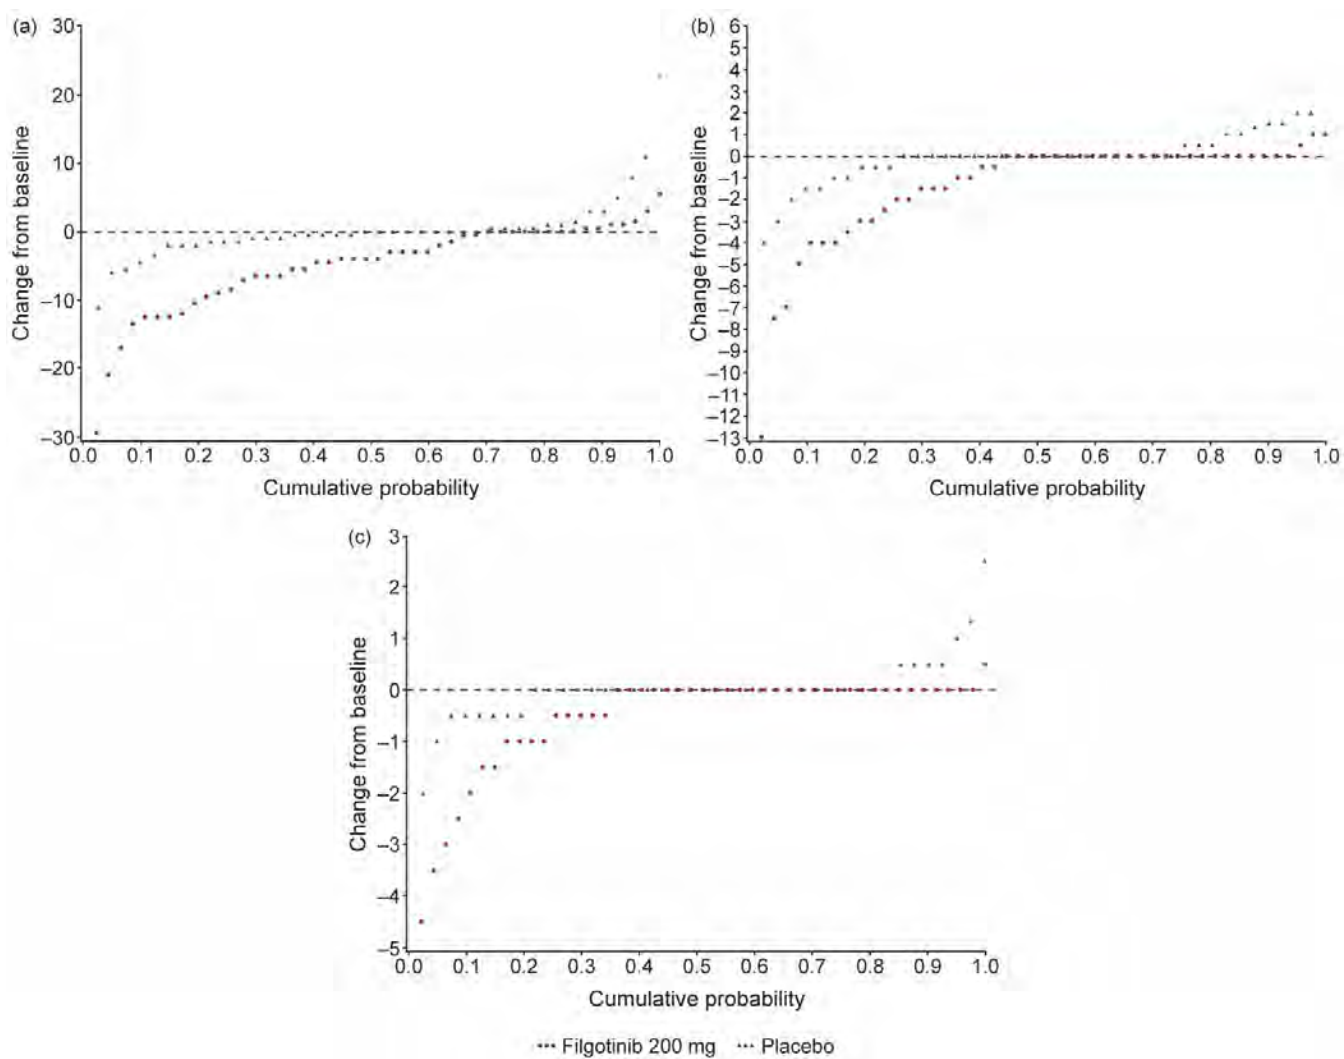 (a)
30
20
10
0
–10
–20
–30
Change from baseline
0.0 0.1 0.2 0.3 0.4 0.5 0.6 0.7 0.8 0.9 1.0
Cumulative probability
(b)
6
5
4
3
2
1
0
–1
–2
–3
–4
–5
–6
–7
–8
–9
–10
–11
–12
–13
Change from baseline
0.0 0.1 0.2 0.3 0.4 0.5 0.6 0.7 0.8 0.9 1.0
Cumulative probability
(c)
3
2
1
0
–1
–2
–3
–4
–5
Change from baseline
0.0 0.1 0.2 0.3 0.4 0.5 0.6 0.7 0.8 0.9 1.0
Cumulative probability
Filgotinib 200 mg Placebo